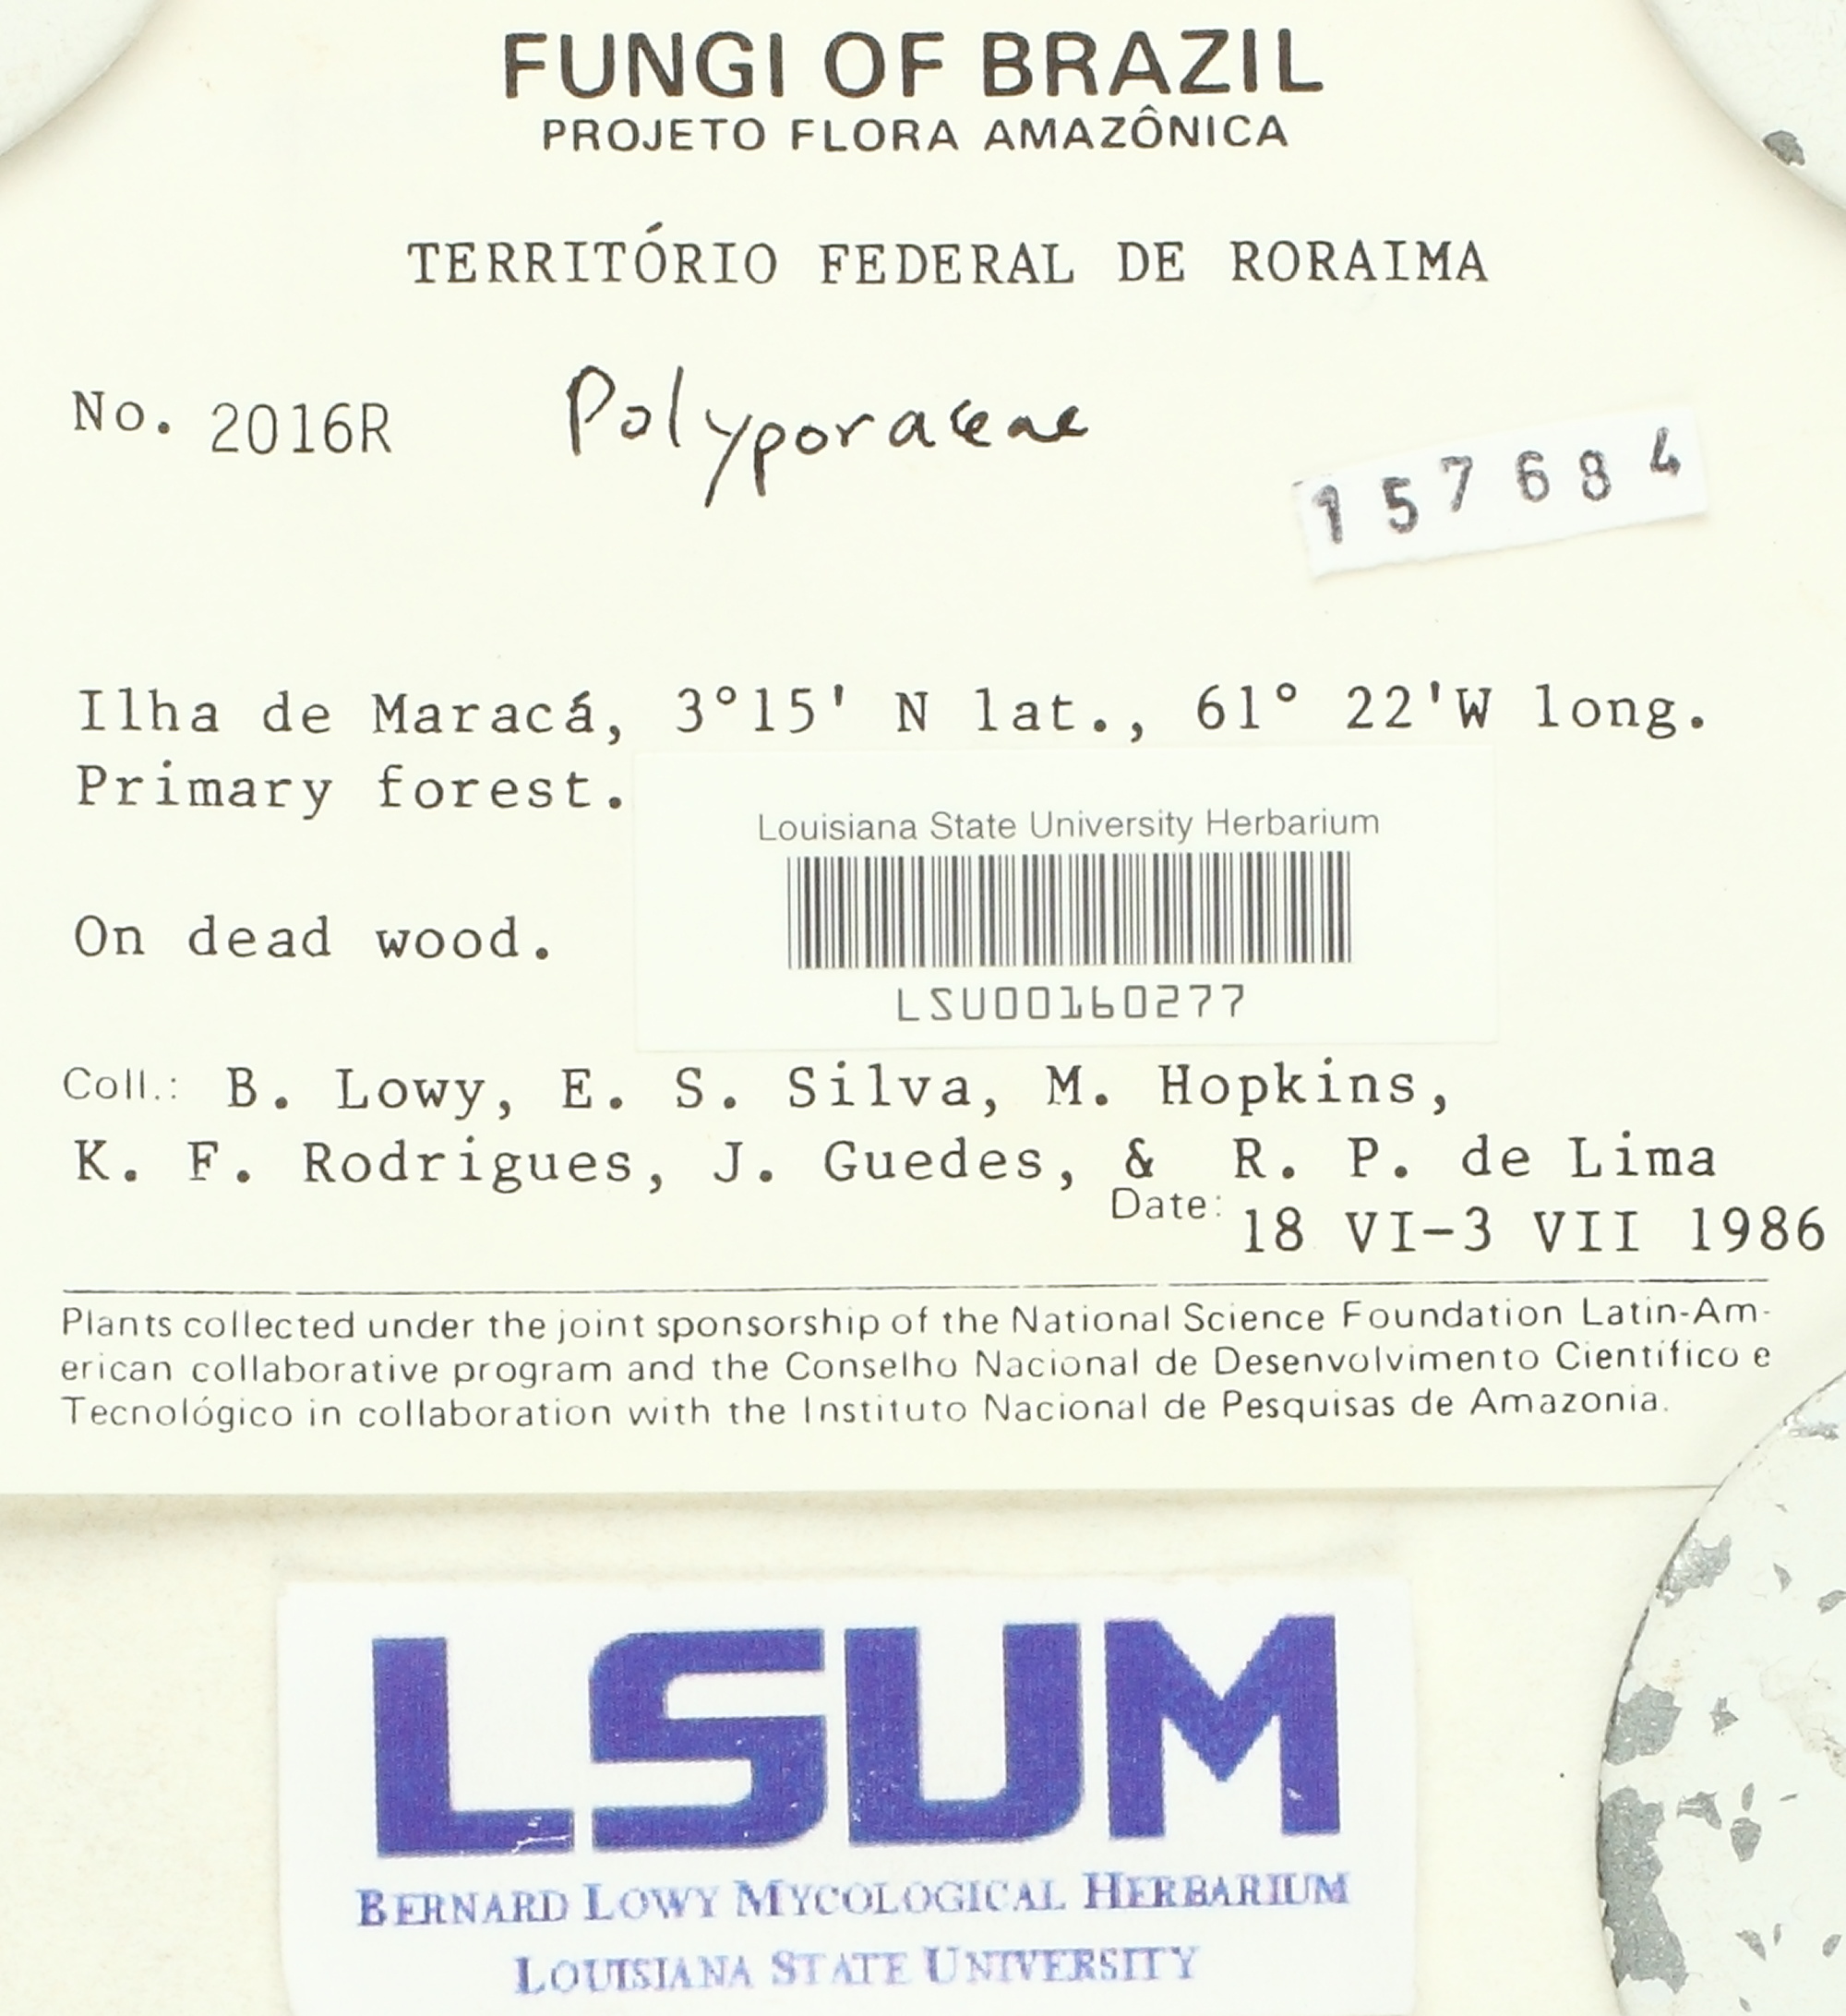 FUNGI OF BRAZIL
PROJETO FLORA AMAZÔNICA
TERRITÓRIO FEDERAL DE RORAIMA
No. 2016R Polyporaceae
157684
Ilha de Maracá, 3°15' N lat., 61° 22'W long.
Primary forest.
Louisiana State University Herbarium
On dead wood.
LSU00160277
Coll.: B. Lowy, E. S. Silva, M. Hopkins,
K. F. Rodrigues, J. Guedes, & R. P. de Lima
Date: 18 VI-3 VII 1986
Plants collected under the joint sponsorship of the National Science Foundation Latin-Am-
erican collaborative program and the Conselho Nacional de Desenvolvimento Científico e
Tecnológico in collaboration with the Instituto Nacional de Pesquisas de Amazonia.
LSUM
BERNARD LOWY MYCOLOGICAL HERBARIUM
LOUISIANA STATE UNIVERSITY